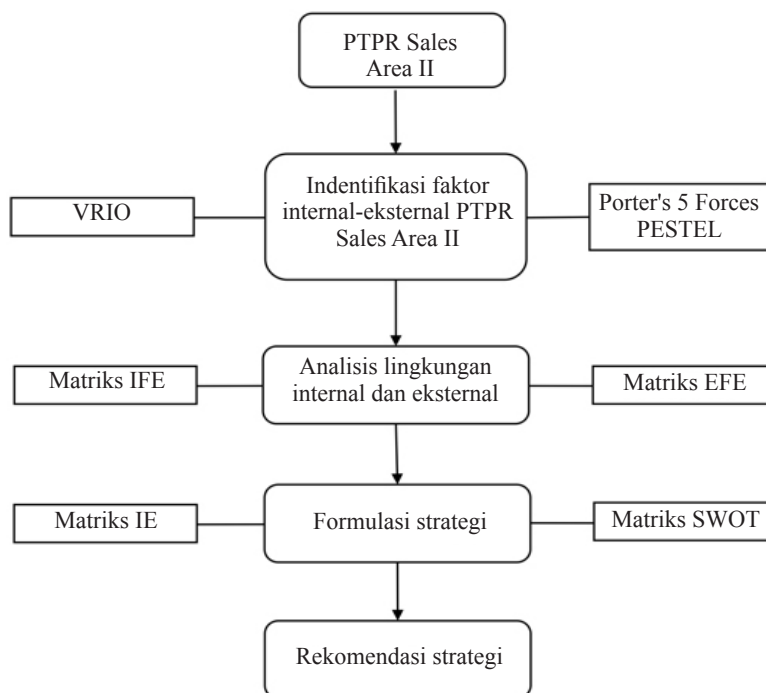 PTPR Sales
Area II
VRIO
Indentifikasi faktor
internal-eksternal PTPR
Sales Area II
Porter's 5 Forces
PESTEL
Matriks IFE
Analisis lingkungan
internal dan eksternal
Matriks EFE
Matriks IE
Formulasi strategi
Matriks SWOT
Rekomendasi strategi